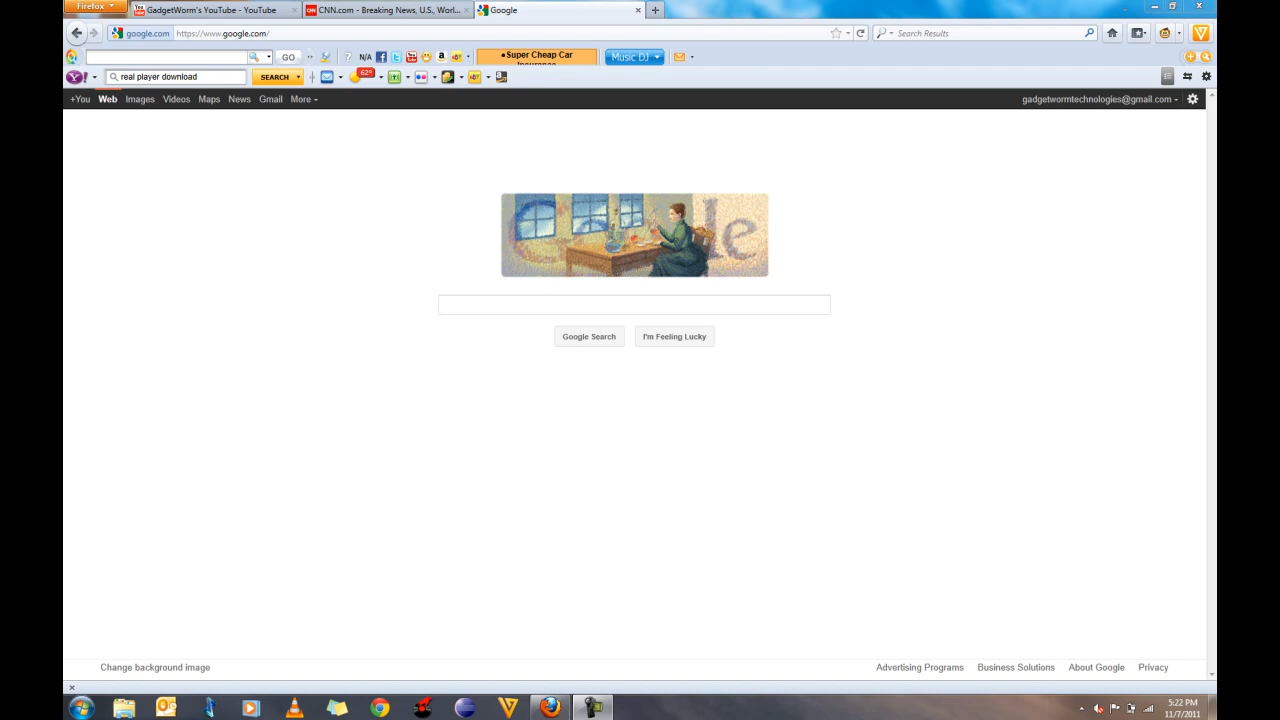 Firefox
GadgetWorm's YouTube - YouTube
CNN.com - Breaking News, U.S., Worl...
Google
google.com
https://www.google.com/
Search Results
GO
N/A
•Super Cheap Car
Music DJ
real player download
SEARCH
62°
+You Web Images Videos Maps News Gmail More
gadgetwormtechnologies@gmail.com
Google Search
I'm Feeling Lucky
Change background image
Advertising Programs
Business Solutions
About Google
Privacy
5:22 PM
11/7/2011